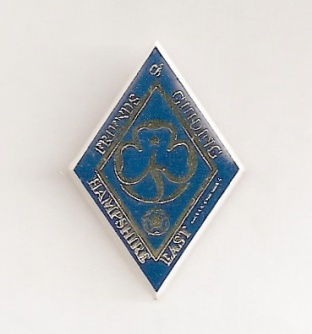 FRIENDS
OF
GUIDING
HAMPSHIRE
EAST